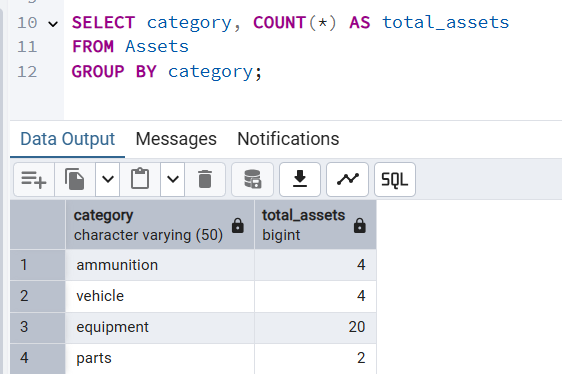 10 SELECT category, COUNT(*) AS total_assets
11 FROM Assets
12 GROUP BY category;
Data Output Messages Notifications
SQL
category total_assets
character varying (50) bigint
1 ammunition 4
2 vehicle 4
3 equipment 20
4 parts 2